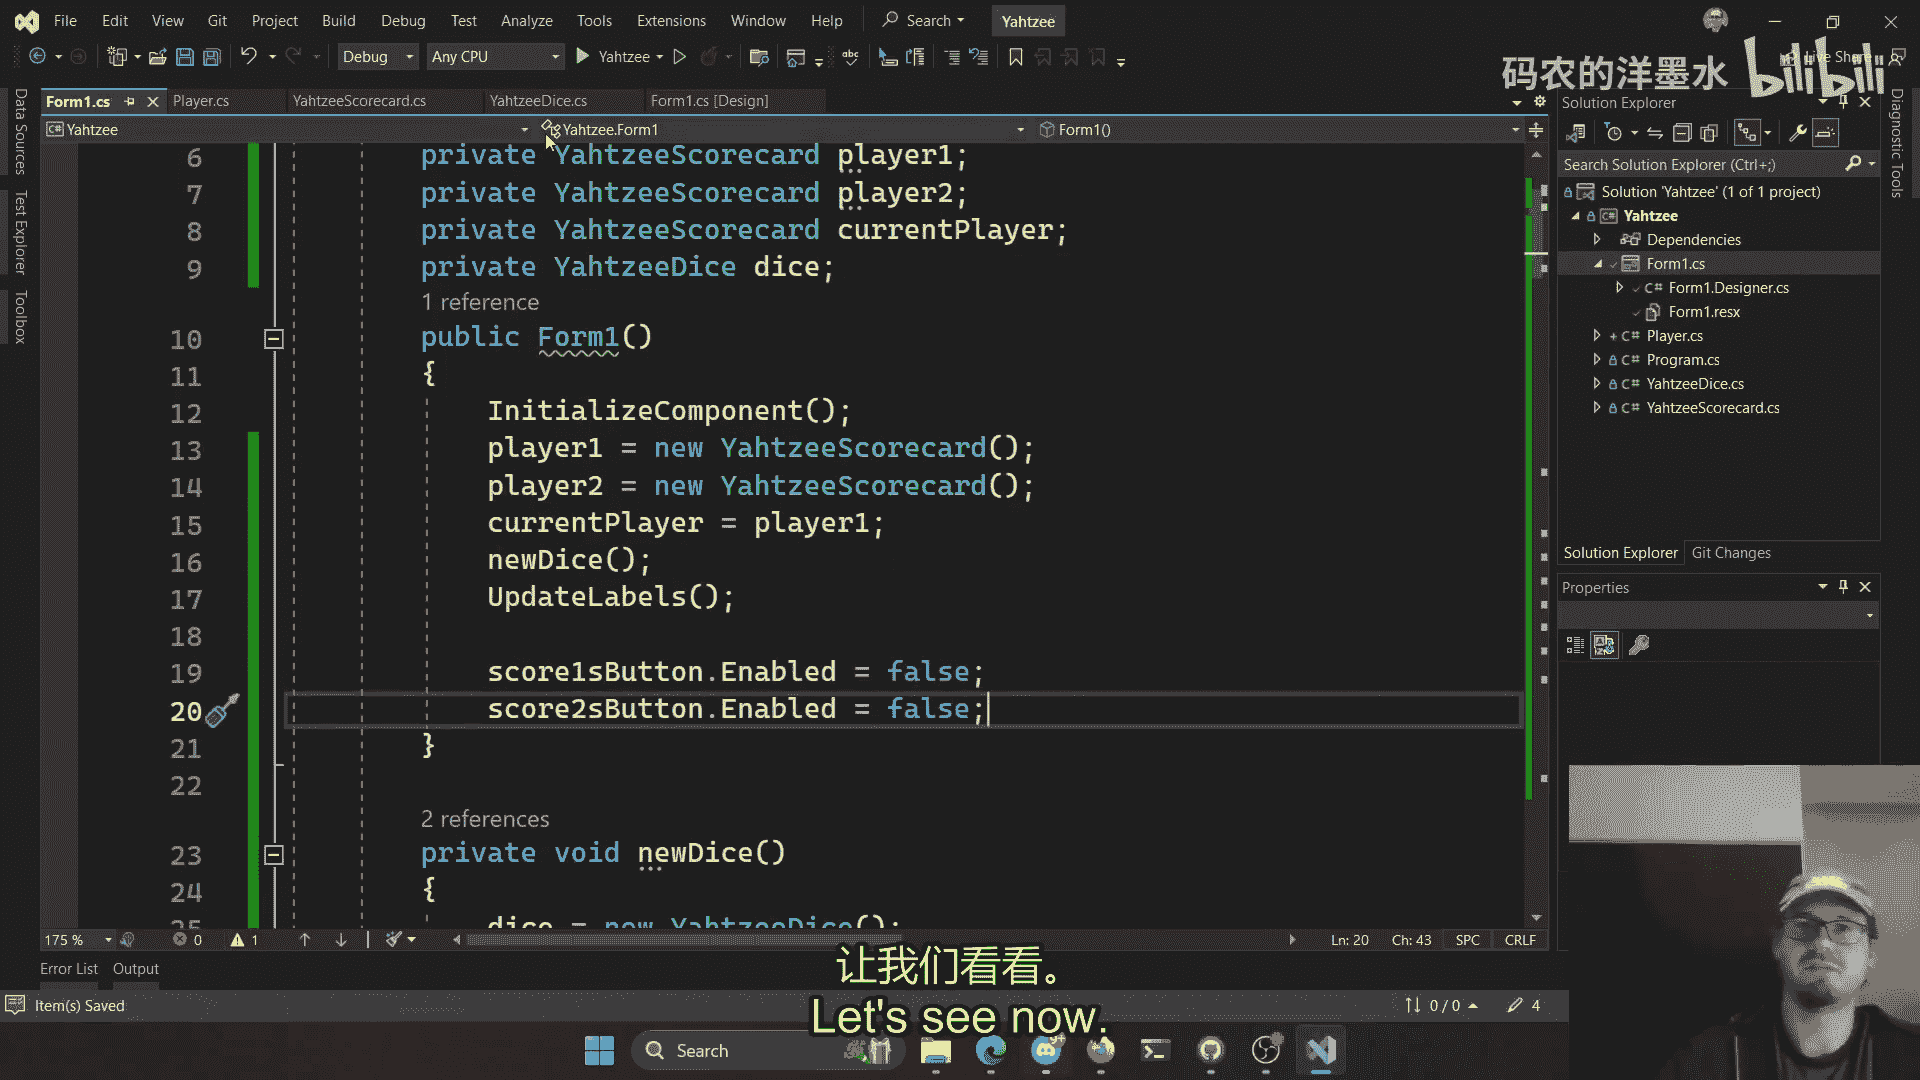 File Edit View Git Project Build Debug Test Analyze Tools Extensions Window Help Search Yahtzee
Debug Any CPU Yahtzee Live Share
码农的洋墨水 bilibili
Form1.cs Player.cs YahtzeeScorecard.cs YahtzeeDice.cs Form1.cs [Design]
Yahtzee Yahtzee.Form1 Form1()
Data Sources
Test Explorer
Toolbox
6 private YahtzeeScorecard player1;
7 private YahtzeeScorecard player2;
8 private YahtzeeScorecard currentPlayer;
9 private YahtzeeDice dice;
1 reference
10 public Form1()
11 {
12 InitializeComponent();
13 player1 = new YahtzeeScorecard();
14 player2 = new YahtzeeScorecard();
15 currentPlayer = player1;
16 newDice();
17 UpdateLabels();
18
19 score1sButton.Enabled = false;
20 score2sButton.Enabled = false;
21 }
22
2 references
23 private void newDice()
24 {
25 dice = new YahtzeeDice();
175 % 0 1 Ln: 20 Ch: 43 SPC CRLF
Error List Output
Item(s) Saved 0 / 0 4
Solution Explorer
Search Solution Explorer (Ctrl+;)
Solution 'Yahtzee' (1 of 1 project)
Yahtzee
Dependencies
Form1.cs
C# Form1.Designer.cs
Form1.resx
C# Player.cs
C# Program.cs
C# YahtzeeDice.cs
C# YahtzeeScorecard.cs
Solution Explorer Git Changes
Properties
Diagnostic Tools
让我们看看。
Let's see now.
Search
9+